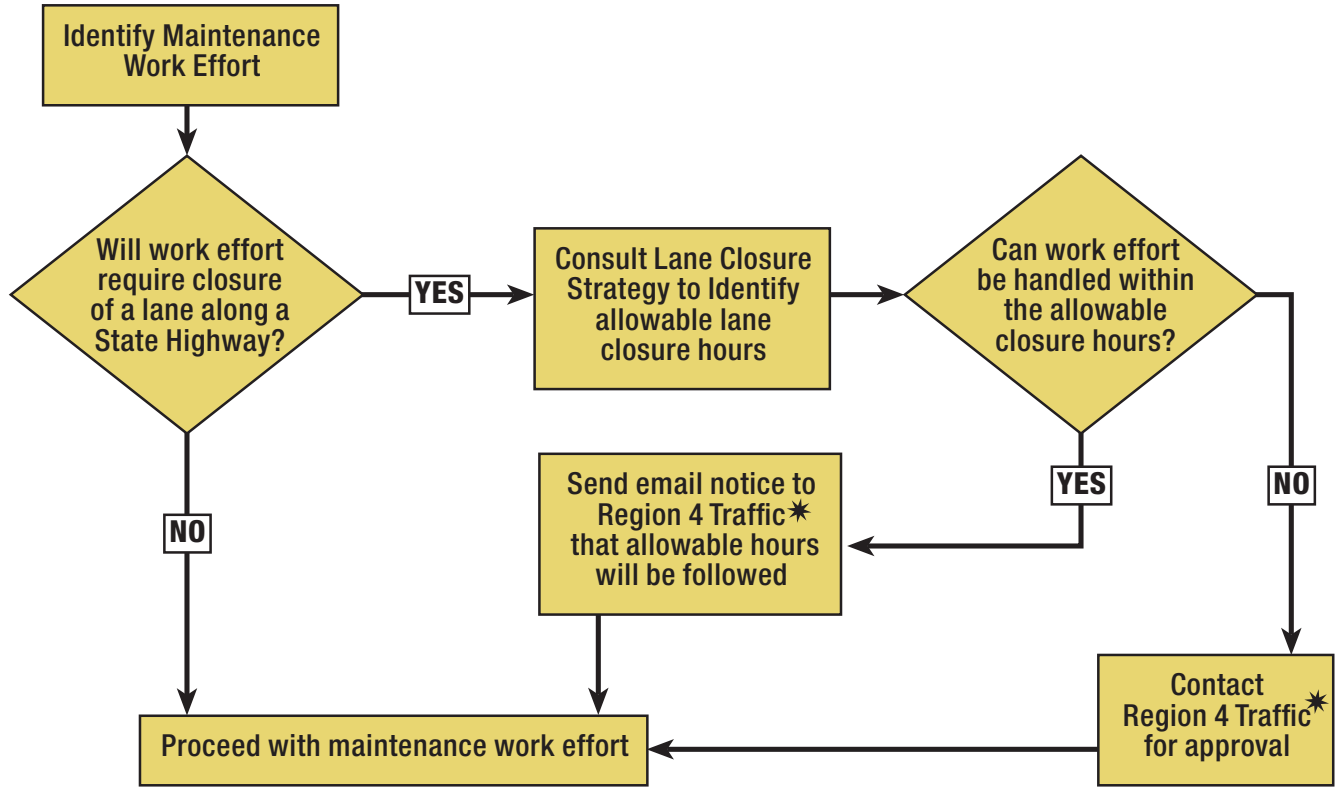 Identify Maintenance
Work Effort
Will work effort
require closure
of a lane along a
State Highway?
YES
Consult Lane Closure
Strategy to Identify
allowable lane
closure hours
Can work effort
be handled within
the allowable
closure hours?
YES
NO
Send email notice to
Region 4 Traffic✷
that allowable hours
will be followed
NO
Contact
Region 4 Traffic✷
for approval
Proceed with maintenance work effort